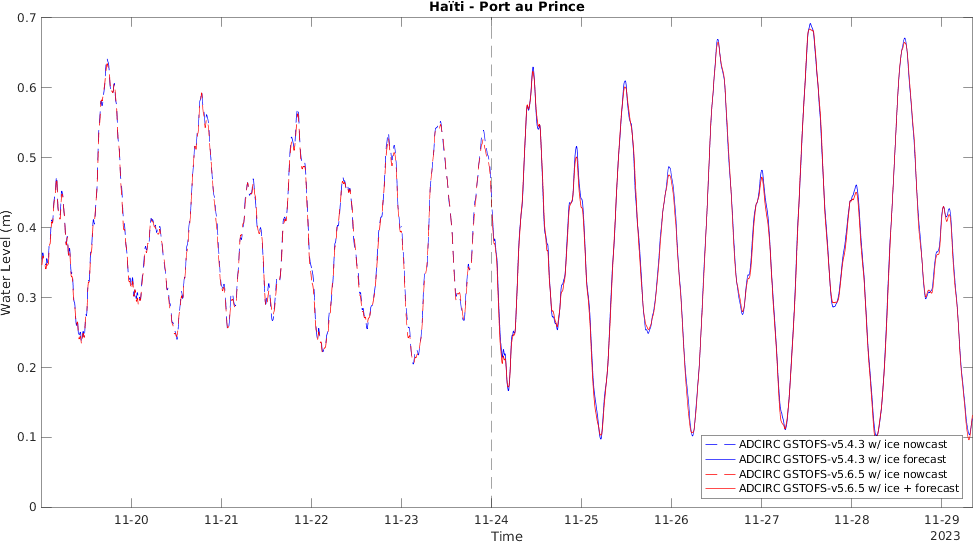 Haïti - Port au Prince
0.7
0.6
0.5
0.4
0.3
0.2
0.1
0
Water Level (m)
ADCIRC GSTOFS-v5.4.3 w/ ice nowcast
ADCIRC GSTOFS-v5.4.3 w/ ice forecast
ADCIRC GSTOFS-v5.6.5 w/ ice nowcast
ADCIRC GSTOFS-v5.6.5 w/ ice + forecast
11-20 11-21 11-22 11-23 11-24 11-25 11-26 11-27 11-28 11-29
Time
2023